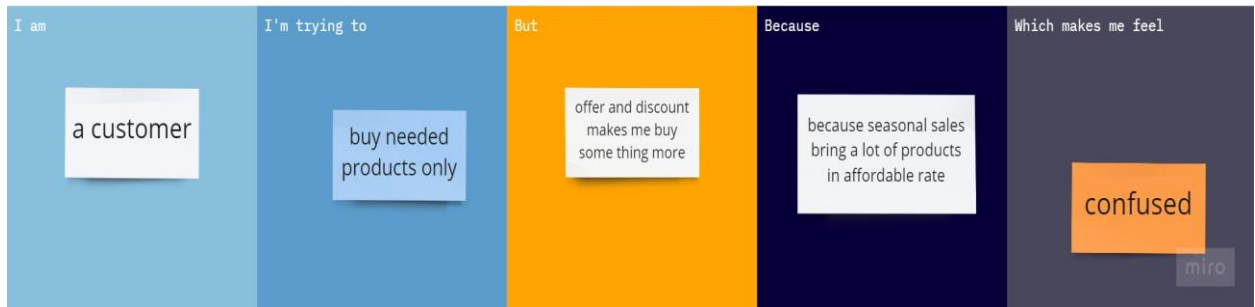 I am
a customer
I'm trying to
buy needed
products only
But
offer and discount
makes me buy
some thing more
Because
because seasonal sales
bring a lot of products
in affordable rate
Which makes me feel
confused
miro